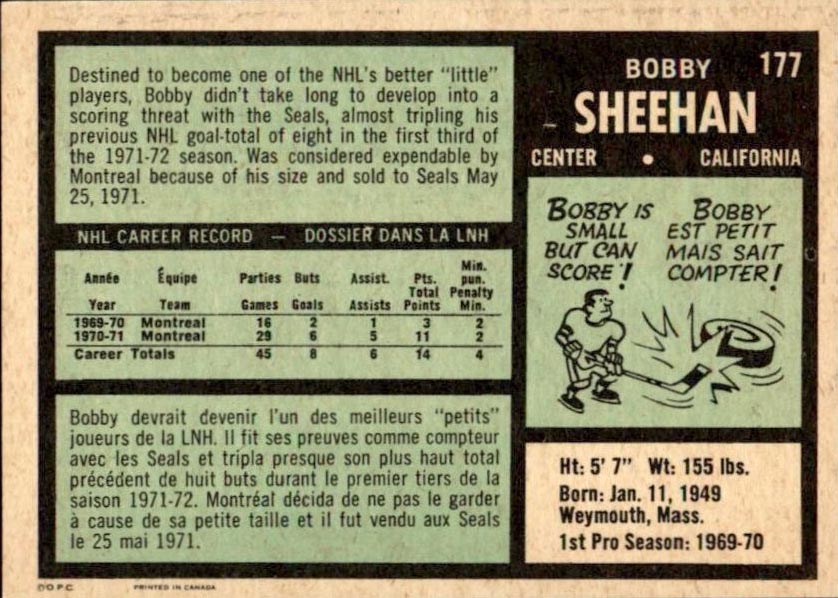 BOBBY 177
SHEEHAN
CENTER • CALIFORNIA
Destined to become one of the NHL's better "little"
players, Bobby didn't take long to develop into a
scoring threat with the Seals, almost tripling his
previous NHL goal-total of eight in the first third of
the 1971-72 season. Was considered expendable by
Montreal because of his size and sold to Seals May
25, 1971.
NHL CAREER RECORD — DOSSIER DANS LA LNH
Année Équipe Parties Buts Assist. Pts. Min. pun.
Year Team Games Goals Assists Total Points Penalty Min.
1969-70 Montreal 16 2 1 3 2
1970-71 Montreal 29 6 5 11 2
Career Totals 45 8 6 14 4
Bobby devrait devenir l'un des meilleurs "petits"
joueurs de la LNH. Il fit ses preuves comme compteur
avec les Seals et tripla presque son plus haut total
précédent de huit buts durant le premier tiers de la
saison 1971-72. Montréal décida de ne pas le garder
à cause de sa petite taille et il fut vendu aux Seals
le 25 mai 1971.
BOBBY IS
SMALL
BUT CAN
SCORE!
BOBBY
EST PETIT
MAIS SAIT
COMPTER!
Ht: 5' 7" Wt: 155 lbs.
Born: Jan. 11, 1949
Weymouth, Mass.
1st Pro Season: 1969-70
©O.P.C. PRINTED IN CANADA